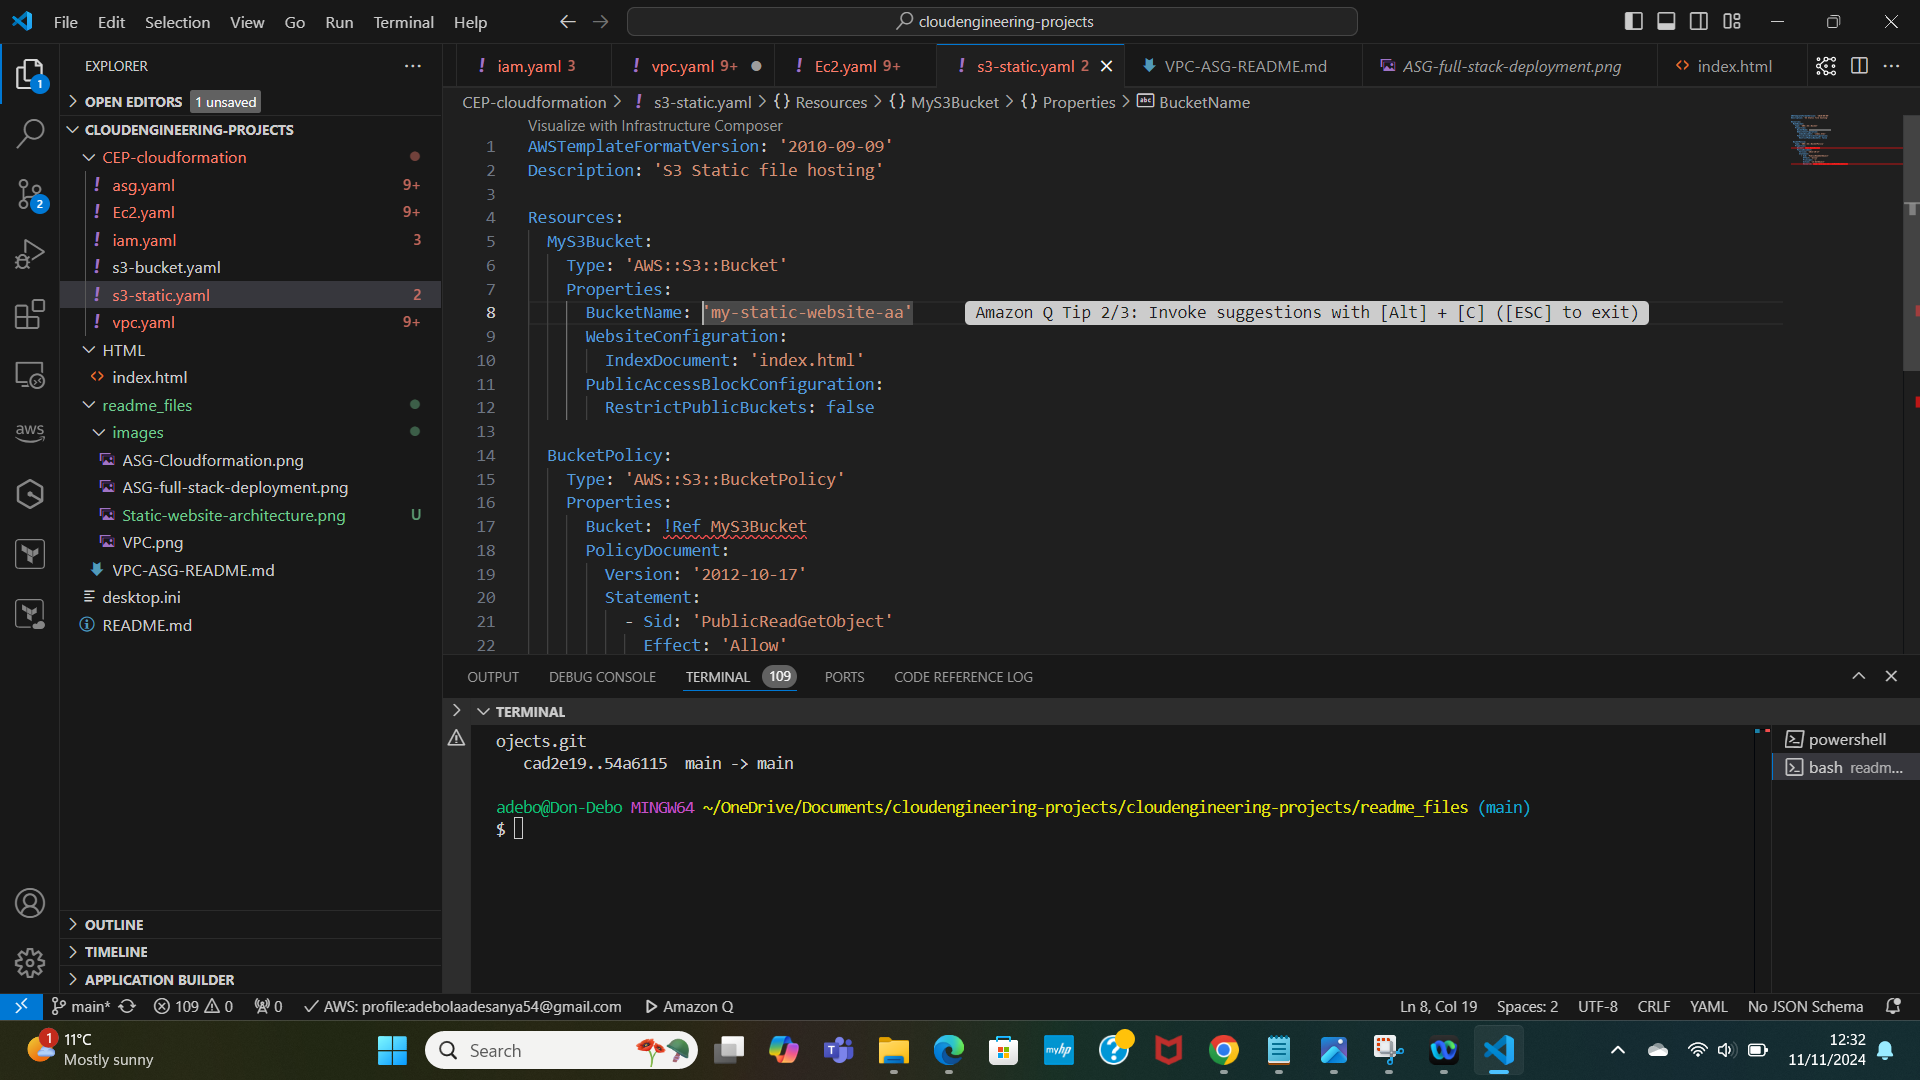 File Edit Selection View Go Run Terminal Help
cloudengineering-projects
EXPLORER
OPEN EDITORS 1 unsaved
CLOUDENGINEERING-PROJECTS
CEP-cloudformation
asg.yaml 9+
Ec2.yaml 9+
iam.yaml 3
s3-bucket.yaml
s3-static.yaml 2
vpc.yaml 9+
HTML
index.html
readme_files
images
ASG-Cloudformation.png
ASG-full-stack-deployment.png
Static-website-architecture.png U
VPC.png
VPC-ASG-README.md
desktop.ini
README.md
OUTLINE
TIMELINE
APPLICATION BUILDER
1
2
aws
iam.yaml 3 vpc.yaml 9+ Ec2.yaml 9+ s3-static.yaml 2 VPC-ASG-README.md ASG-full-stack-deployment.png index.html
CEP-cloudformation > s3-static.yaml > {} Resources > {} MyS3Bucket > {} Properties > abc BucketName
Visualize with Infrastructure Composer
1 AWSTemplateFormatVersion: '2010-09-09'
2 Description: 'S3 Static file hosting'
3
4 Resources:
5 MyS3Bucket:
6 Type: 'AWS::S3::Bucket'
7 Properties:
8 BucketName: 'my-static-website-aa' Amazon Q Tip 2/3: Invoke suggestions with [Alt] + [C] ([ESC] to exit)
9 WebsiteConfiguration:
10 IndexDocument: 'index.html'
11 PublicAccessBlockConfiguration:
12 RestrictPublicBuckets: false
13
14 BucketPolicy:
15 Type: 'AWS::S3::BucketPolicy'
16 Properties:
17 Bucket: !Ref MyS3Bucket
18 PolicyDocument:
19 Version: '2012-10-17'
20 Statement:
21 - Sid: 'PublicReadGetObject'
22 Effect: 'Allow'
OUTPUT DEBUG CONSOLE TERMINAL 109 PORTS CODE REFERENCE LOG
TERMINAL
ojects.git
cad2e19..54a6115 main -> main
adebo@Don-Debo MINGW64 ~/OneDrive/Documents/cloudengineering-projects/cloudengineering-projects/readme_files (main)
$
powershell
bash readm...
main* 109 0 0 AWS: profile:adebolaadesanya54@gmail.com Amazon Q
Ln 8, Col 19 Spaces: 2 UTF-8 CRLF YAML No JSON Schema
1
11°C
Mostly sunny
Search
myhp
12:32
11/11/2024